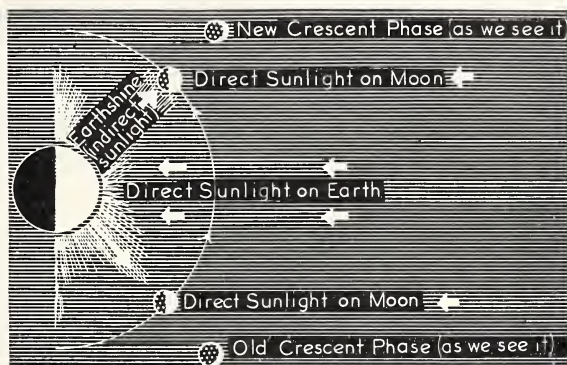 New Crescent Phase (as we see it)
Direct Sunlight on Moon
Earthshine
(indirect
sunlight)
Direct Sunlight on Earth
Direct Sunlight on Moon
Old Crescent Phase (as we see it)